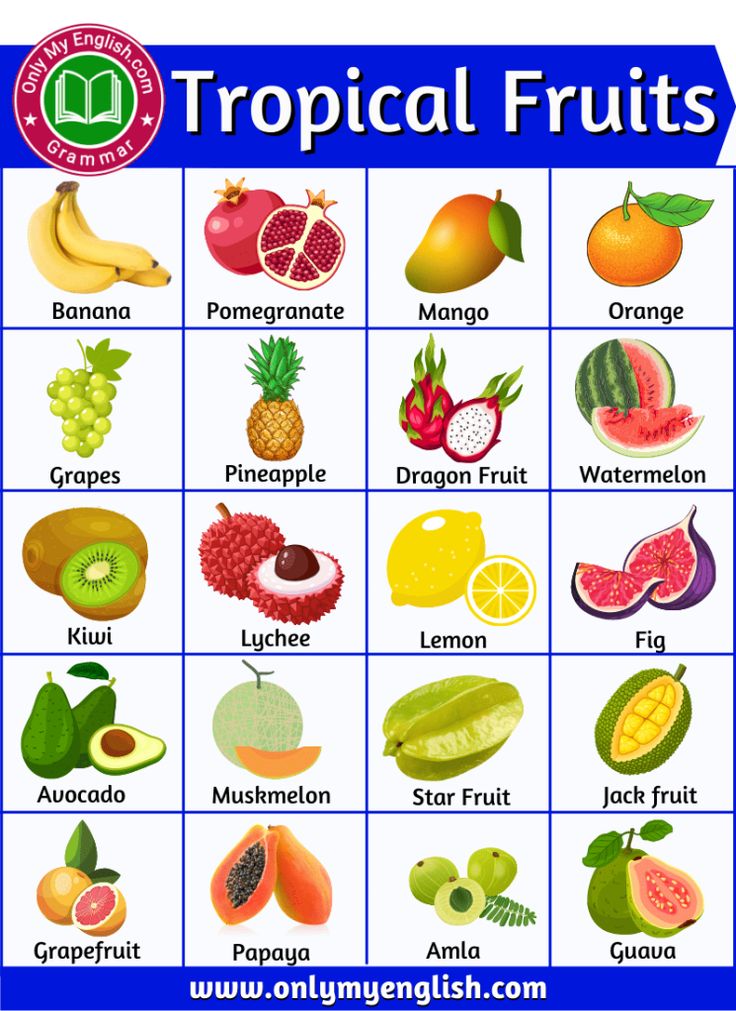 Only My English.com
Grammar
Tropical Fruits
Banana
Pomegranate
Mango
Orange
Grapes
Pineapple
Dragon Fruit
Watermelon
Kiwi
Lychee
Lemon
Fig
Avocado
Muskmelon
Star Fruit
Jack fruit
Grapefruit
Papaya
Amla
Guava
www.onlymyenglish.com